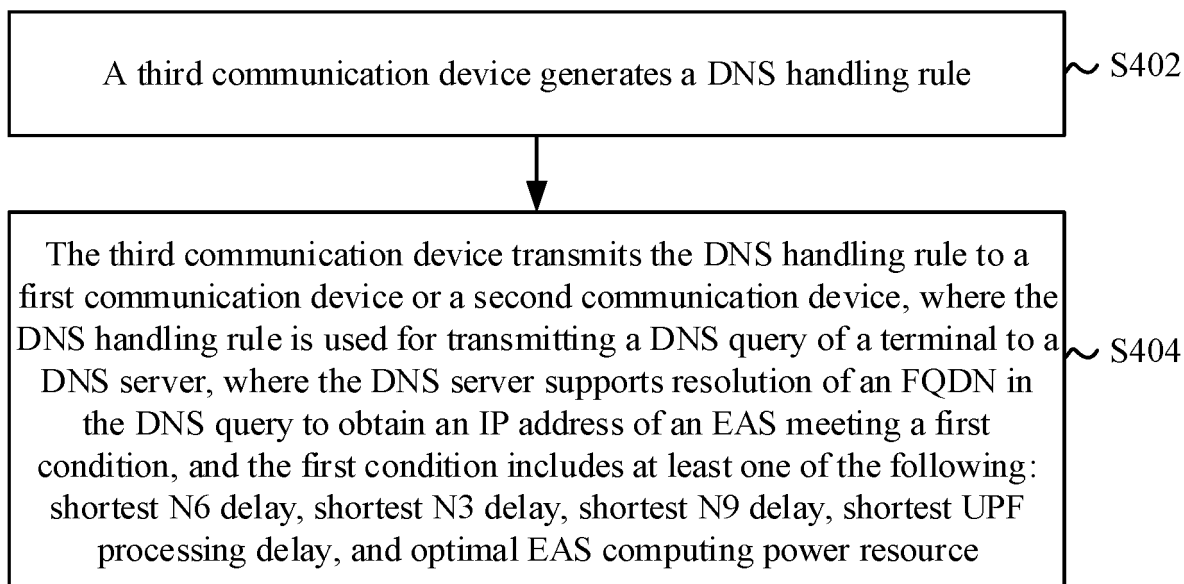 A third communication device generates a DNS handling rule
S402
The third communication device transmits the DNS handling rule to a
first communication device or a second communication device, where the
DNS handling rule is used for transmitting a DNS query of a terminal to a
DNS server, where the DNS server supports resolution of an FQDN in
the DNS query to obtain an IP address of an EAS meeting a first
condition, and the first condition includes at least one of the following:
shortest N6 delay, shortest N3 delay, shortest N9 delay, shortest UPF
processing delay, and optimal EAS computing power resource
S404